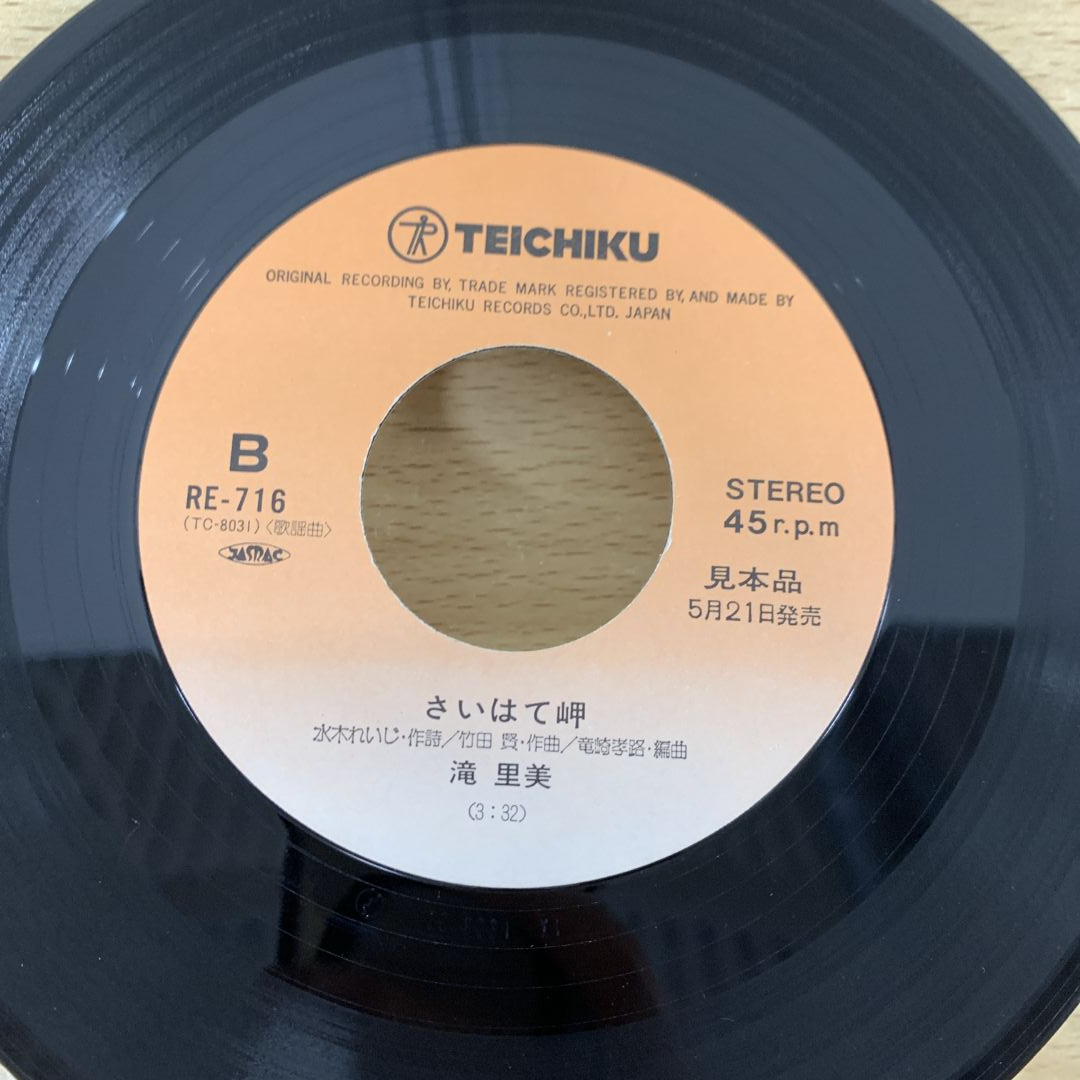 TEICHIKU
ORIGINAL RECORDING BY, TRADE MARK REGISTERED BY, AND MADE BY
TEICHIKU RECORDS CO.,LTD. JAPAN
B
RE-716
(TC-8031)〈歌謡曲〉
JASRAC
STEREO
45 r.p.m
見本品
5月21日発売
さいはて岬
水木れいじ・作詩/竹田 賢・作曲/竜崎孝路・編曲
滝 里美
(3:32)